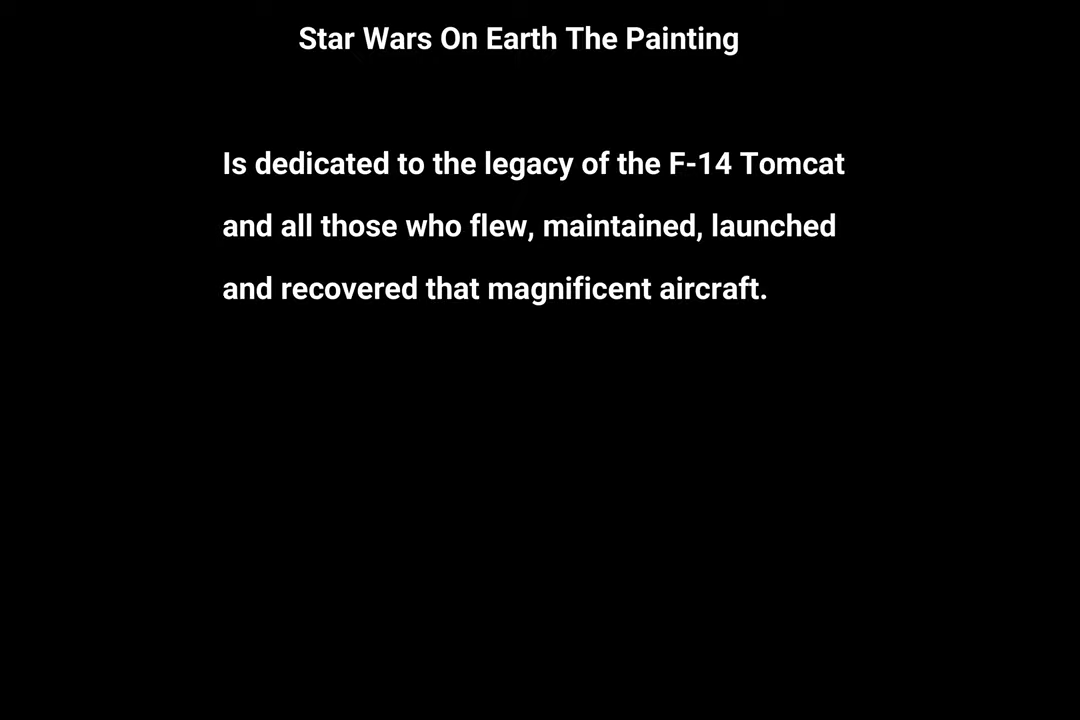 Star Wars On Earth The Painting
Is dedicated to the legacy of the F-14 Tomcat
and all those who flew, maintained, launched
and recovered that magnificent aircraft.